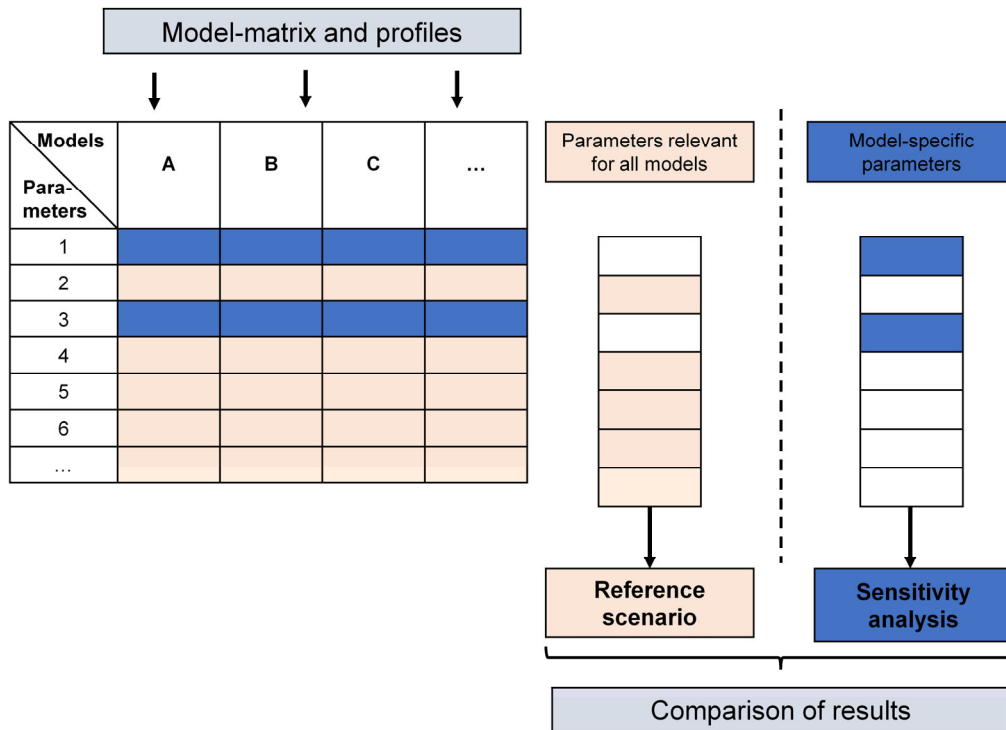 Model-matrix and profiles
Models
Para-
meters
A
B
C
...
1
2
3
4
5
6
...
Parameters relevant
for all models
Model-specific
parameters
Reference
scenario
Sensitivity
analysis
Comparison of results